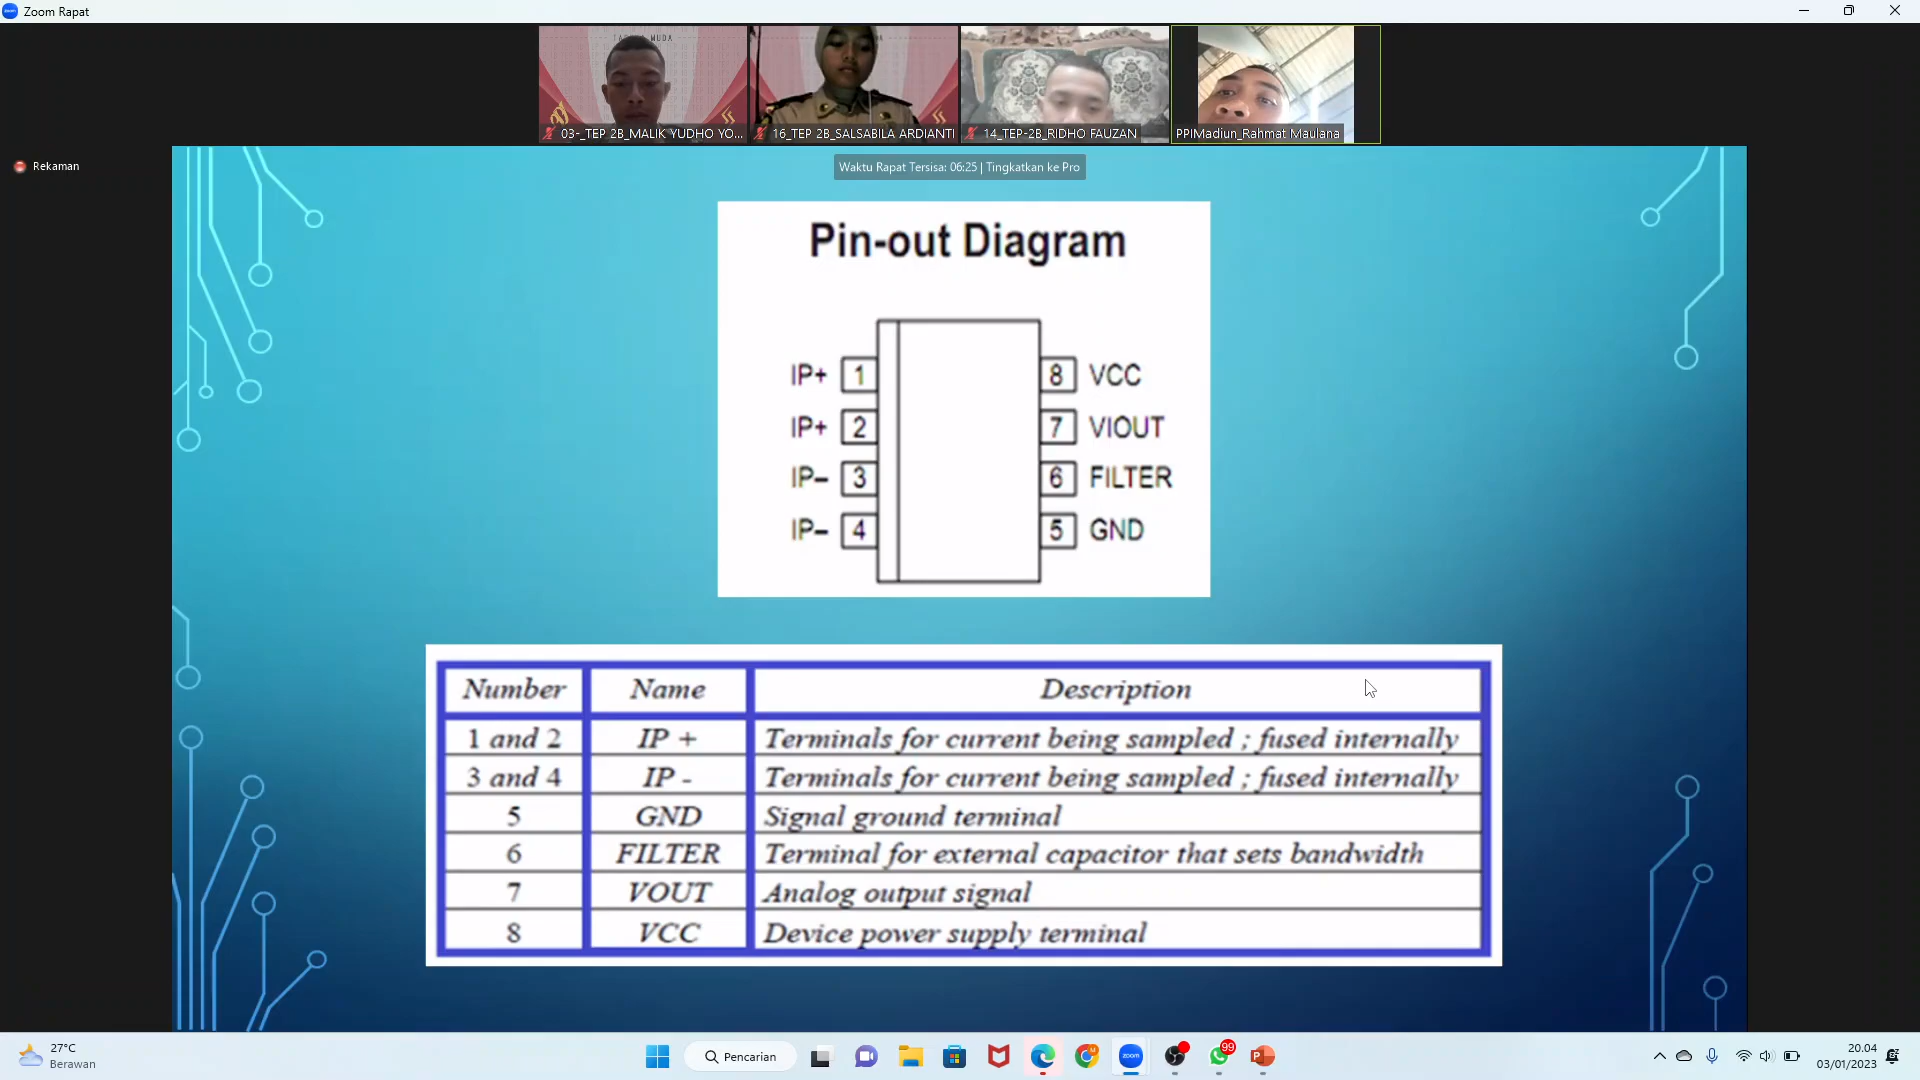 Zoom Rapat
03-_TEP 2B_MALIK YUDHO YO...
16_TEP 2B_SALSABILA ARDIANTI
14_TEP-2B_RIDHO FAUZAN
PPIMadiun_Rahmat Maulana
Rekaman
Waktu Rapat Tersisa: 06:25 | Tingkatkan ke Pro
Pin-out Diagram
IP+ 1 8 VCC
IP+ 2 7 VIOUT
IP– 3 6 FILTER
IP– 4 5 GND
Number Name Description
1 and 2 IP + Terminals for current being sampled ; fused internally
3 and 4 IP - Terminals for current being sampled ; fused internally
5 GND Signal ground terminal
6 FILTER Terminal for external capacitor that sets bandwidth
7 VOUT Analog output signal
8 VCC Device power supply terminal
27°C
Berawan
Pencarian
zoom
99
20.04
03/01/2023